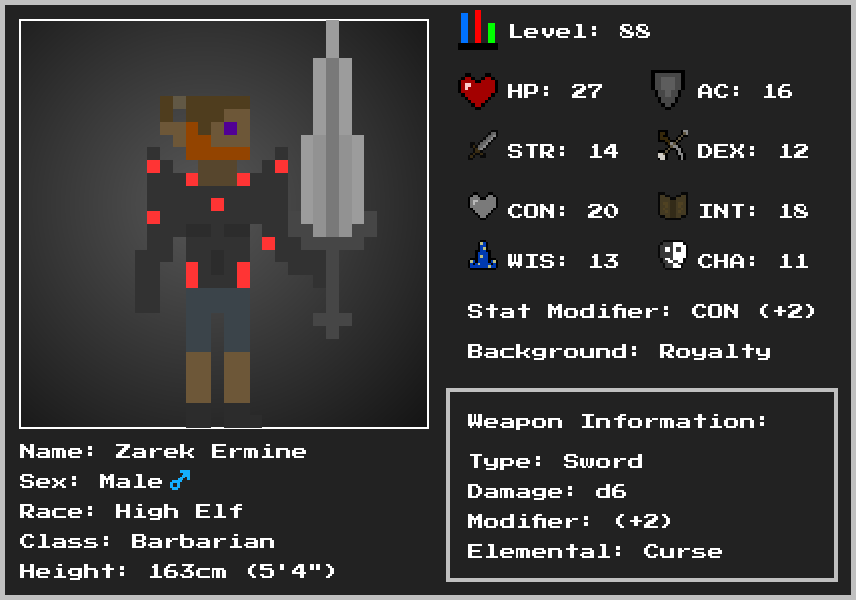 Level: 88
HP: 27
AC: 16
STR: 14
DEX: 12
CON: 20
INT: 18
WIS: 13
CHA: 11
Stat Modifier: CON (+2)
Background: Royalty
Weapon Information:
Type: Sword
Damage: d6
Modifier: (+2)
Elemental: Curse
Name: Zarek Ermine
Sex: Male♂
Race: High Elf
Class: Barbarian
Height: 163cm (5'4")